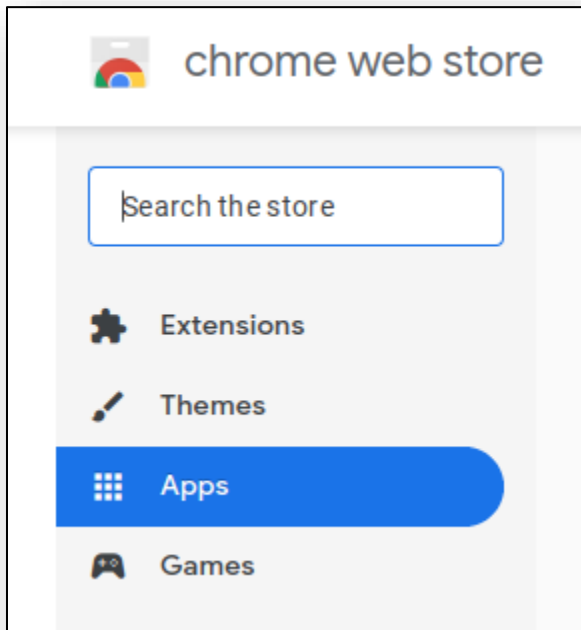 chrome web store
Search the store
Extensions
Themes
Apps
Games